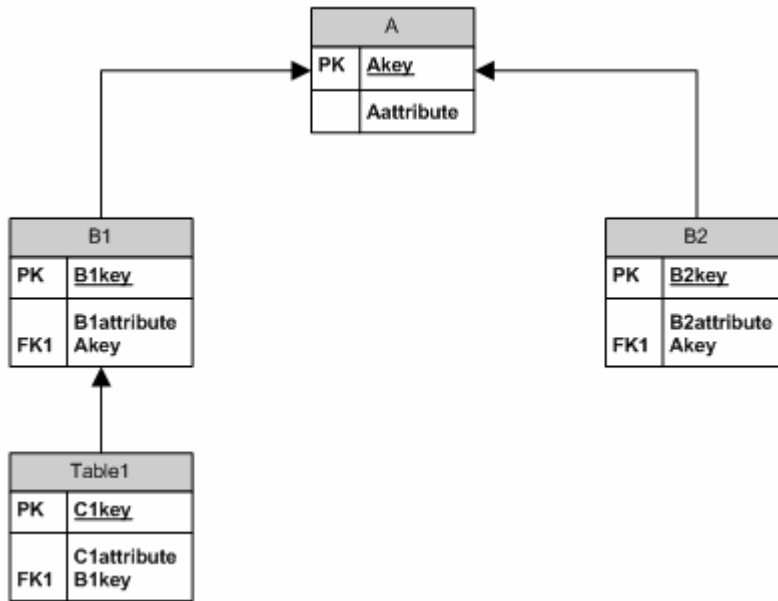 A
PK Akey
Aattribute
B1
PK B1key
B1attribute
FK1 Akey
B2
PK B2key
B2attribute
FK1 Akey
Table1
PK C1key
C1attribute
FK1 B1key